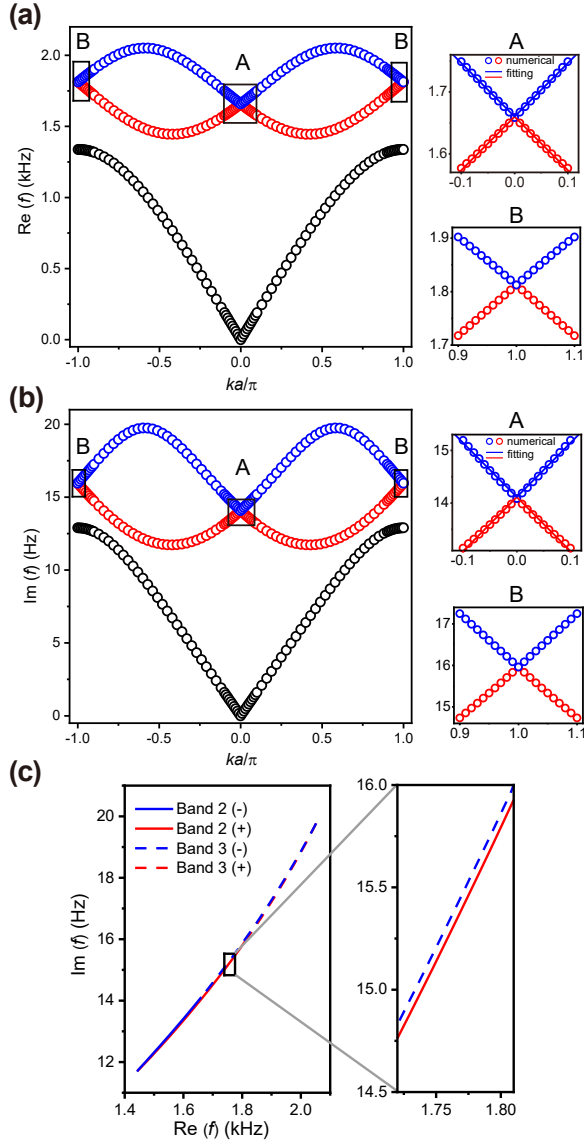 (a)
B
A
B
2.0
1.5
1.0
0.5
0.0
Re (f) (kHz)
-1.0
-0.5
0.0
0.5
1.0
ka/π
A
numerical
fitting
1.7
1.6
-0.1
0.0
0.1
B
1.9
1.8
1.7
0.9
1.0
1.1
(b)
B
A
B
20
15
10
5
0
Im (f) (Hz)
-1.0
-0.5
0.0
0.5
1.0
ka/π
A
numerical
fitting
15
14
-0.1
0.0
0.1
B
17
16
15
0.9
1.0
1.1
(c)
Band 2 (-)
Band 2 (+)
Band 3 (-)
Band 3 (+)
20
18
16
14
12
Im (f) (Hz)
1.4
1.6
1.8
2.0
Re (f) (kHz)
16.0
15.5
15.0
14.5
1.75
1.80